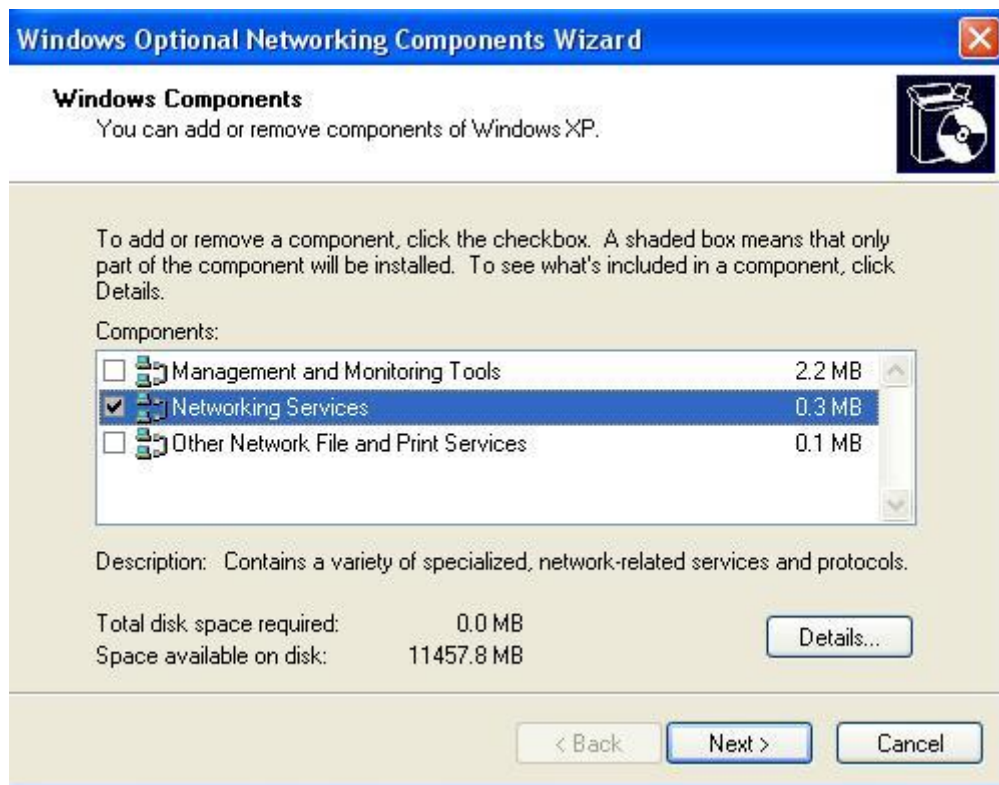 Windows Optional Networking Components Wizard
Windows Components
You can add or remove components of Windows XP.
To add or remove a component, click the checkbox. A shaded box means that only
part of the component will be installed. To see what's included in a component, click
Details.
Components:
Management and Monitoring Tools 2.2 MB
Networking Services 0.3 MB
Other Network File and Print Services 0.1 MB
Description: Contains a variety of specialized, network-related services and protocols.
Total disk space required: 0.0 MB
Space available on disk: 11457.8 MB
Details...
< Back Next > Cancel